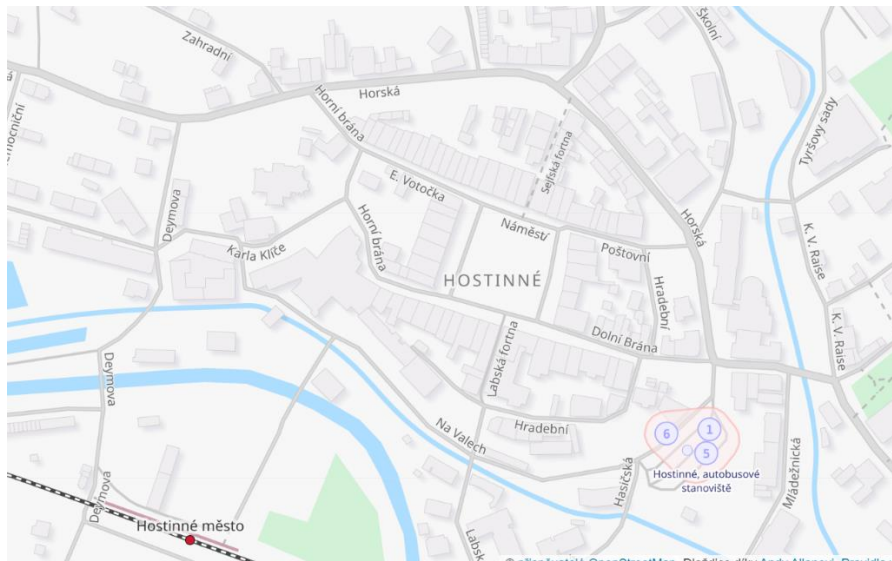 Zahradní
Školní
Horská
Horní brána
Tyršovy sady
Sejfská fortna
E. Votočka
Deymova
Náměstí
Horská
K. V. Raise
Karla Klíče
Horní brána
Poštovní
HOSTINNÉ
Hradební
K. V. Raise
Dolní Brána
Labská fortna
Deymova
Na Valech
Hradební
6
1
5
Hasičská
Hostinné, autobusové
stanoviště
Mládežnická
Deymova
Hostinné město